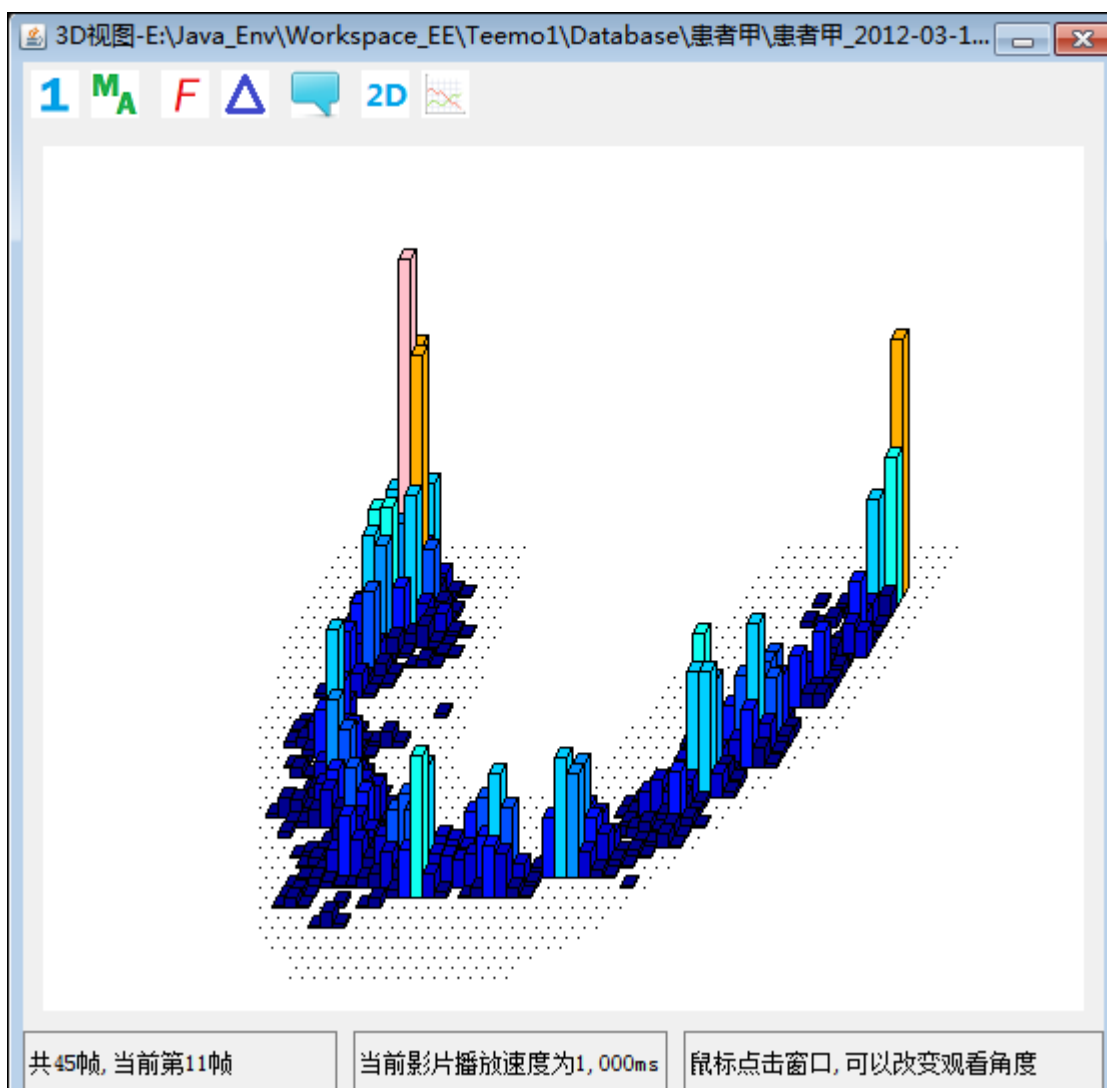 3D视图-E:\Java_Env\Workspace_EE\Teemo1\Database\患者甲\患者甲_2012-03-1...
1 MA F Δ 2D
共45帧,当前第11帧
当前影片播放速度为1,000ms
鼠标点击窗口,可以改变观看角度